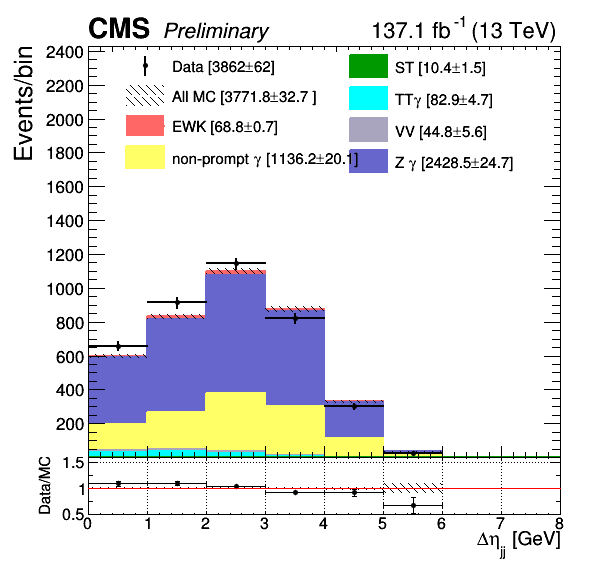 CMS Preliminary 137.1 fb⁻¹ (13 TeV)
Events/bin
2400
2200
2000
1800
1600
1400
1200
1000
800
600
400
200
Data [3862±62]
All MC [3771.8±32.7 ]
EWK [68.8±0.7]
non-prompt γ [1136.2±20.1]
ST [10.4±1.5]
TTγ [82.9±4.7]
VV [44.8±5.6]
Z γ [2428.5±24.7]
Data/MC
1.5
1
0.5
0 1 2 3 4 5 6 7 8
Δηjj [GeV]